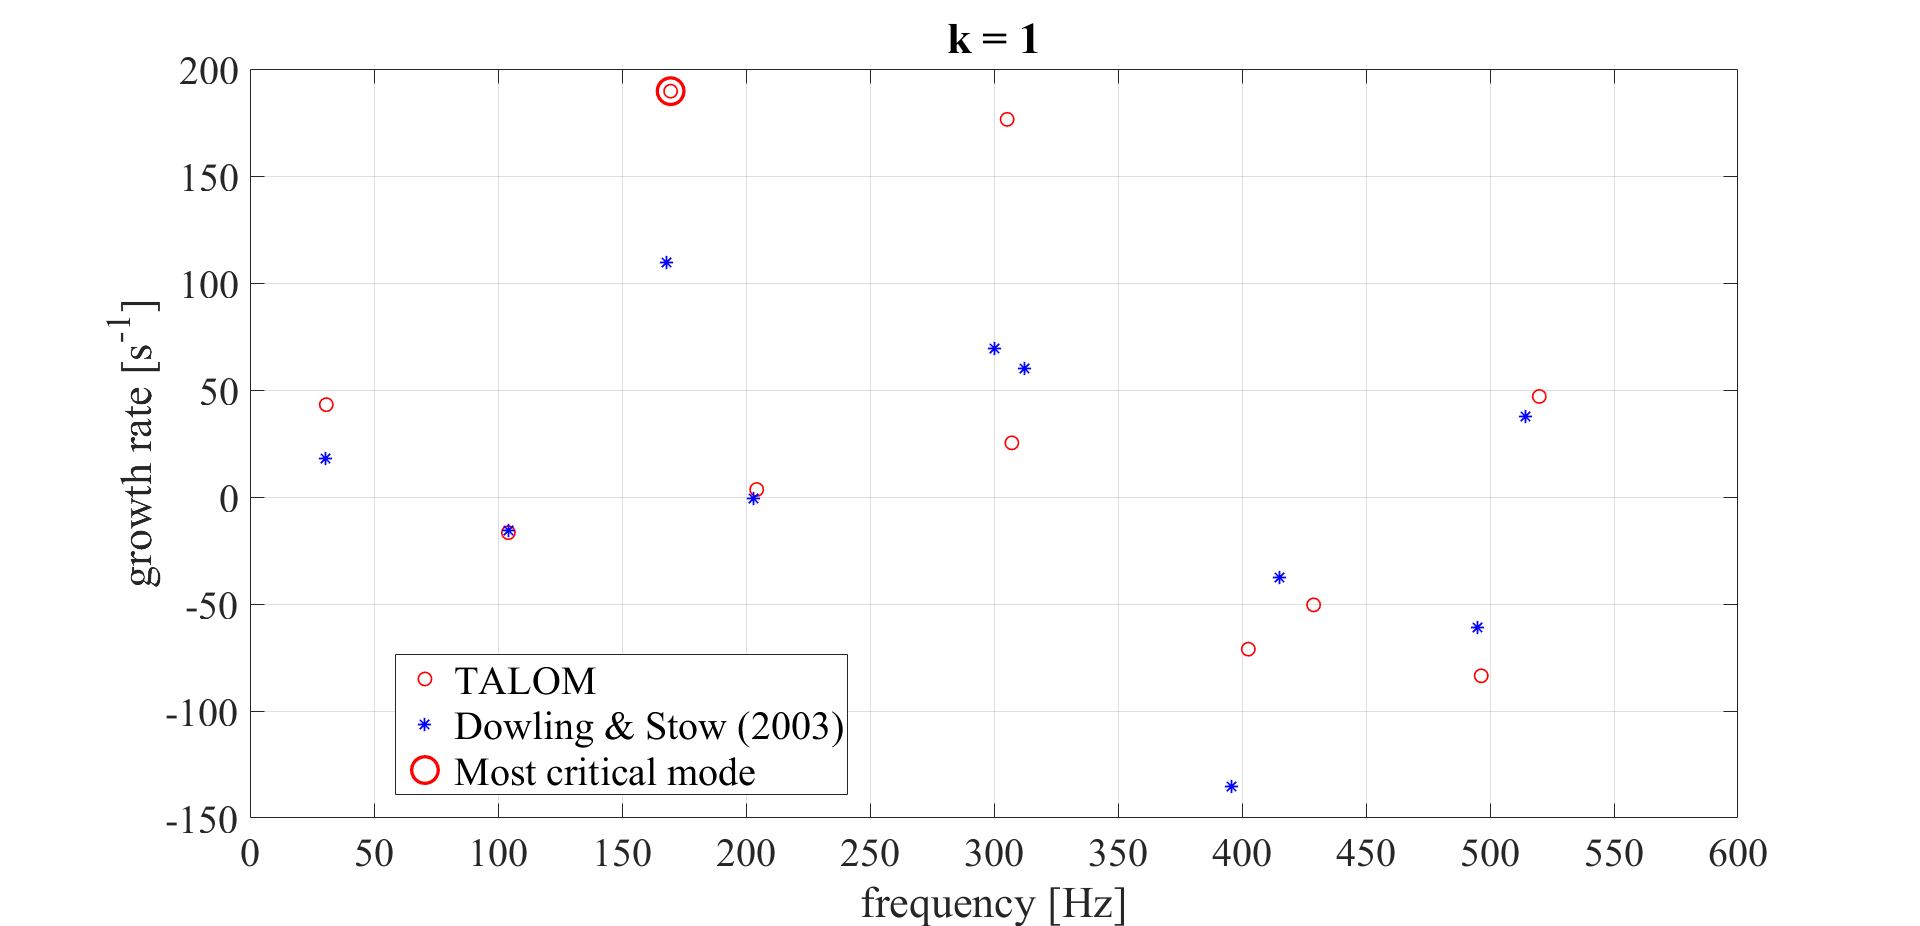 k = 1
200
150
100
50
0
-50
-100
-150
growth rate [s-1]
TALOM
Dowling & Stow (2003)
Most critical mode
0 50 100 150 200 250 300 350 400 450 500 550 600
frequency [Hz]